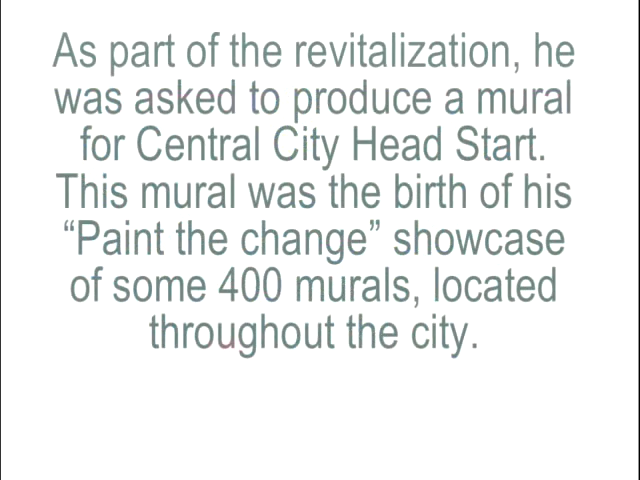 As part of the revitalization, he
was asked to produce a mural
for Central City Head Start.
This mural was the birth of his
“Paint the change” showcase
of some 400 murals, located
throughout the city.